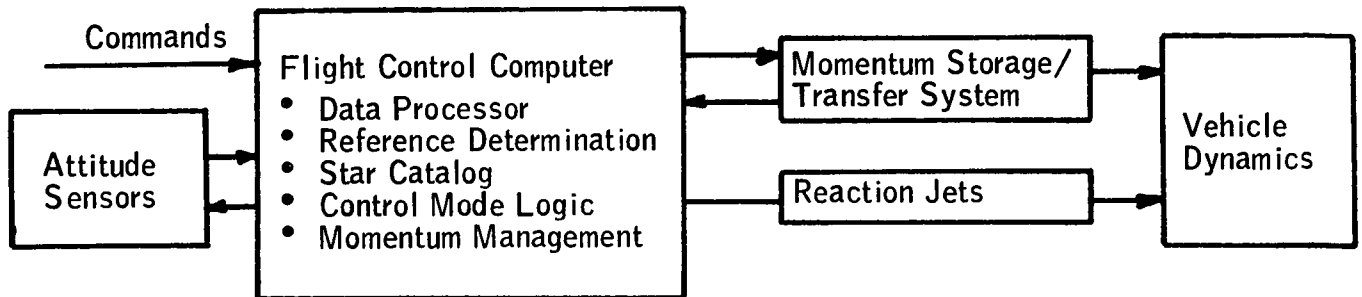 Commands
Attitude
Sensors
Flight Control Computer
• Data Processor
• Reference Determination
• Star Catalog
• Control Mode Logic
• Momentum Management
Momentum Storage/
Transfer System
Reaction Jets
Vehicle
Dynamics